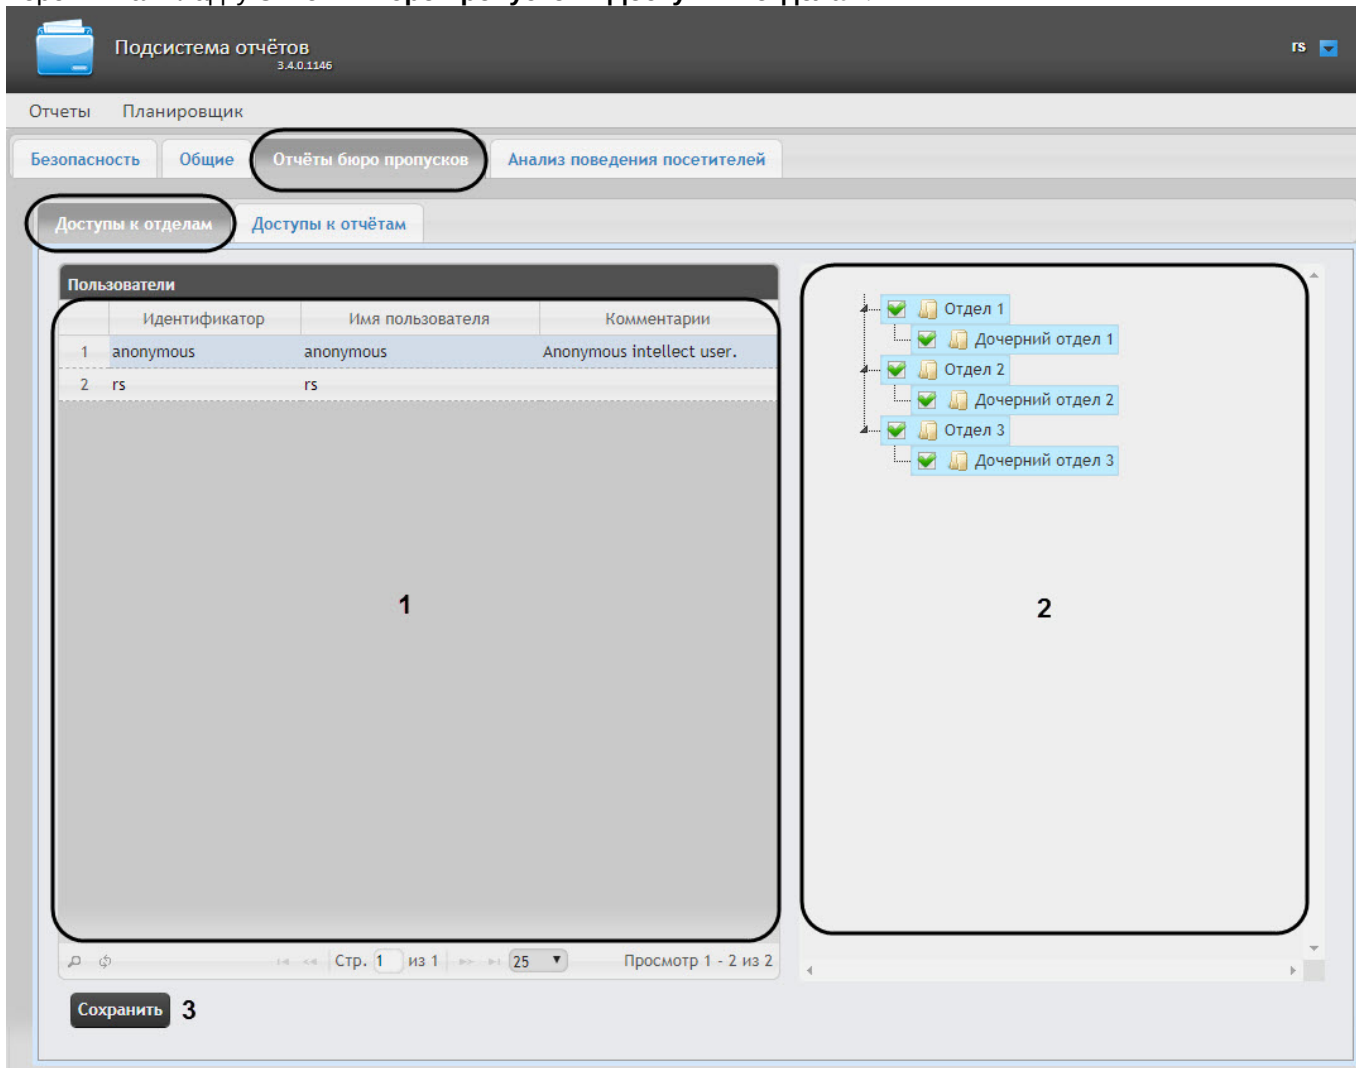 Подсистема отчётов
3.4.0.1146
rs
Отчеты Планировщик
Безопасность Общие Отчёты бюро пропусков Анализ поведения посетителей
Доступы к отделам Доступы к отчётам
Пользователи
Идентификатор Имя пользователя Комментарии
1 anonymous anonymous Anonymous intellect user.
2 rs rs
Отдел 1
Дочерний отдел 1
Отдел 2
Дочерний отдел 2
Отдел 3
Дочерний отдел 3
1
2
Стр. 1 из 1 25 Просмотр 1 - 2 из 2
Сохранить 3